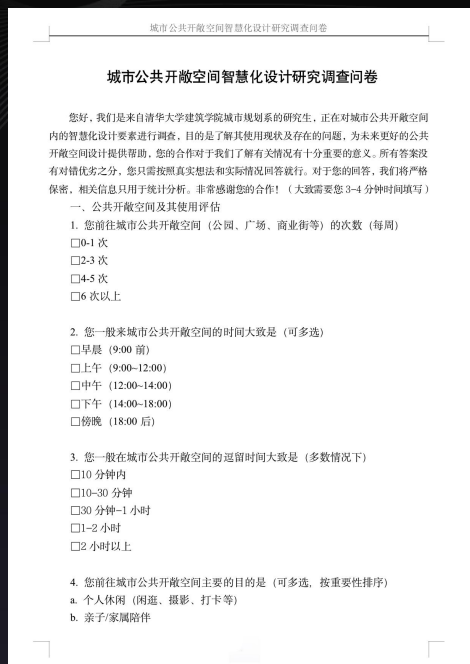 城市公共开敞空间智慧化设计研究调查问卷
城市公共开敞空间智慧化设计研究调查问卷
您好，我们是来自清华大学建筑学院城市规划系的研究生，正在对城市公共开敞空间
内的智慧化设计要素进行调查，目的是了解其使用现状及存在的问题，为未来更好的公共
开敞空间设计提供帮助，您的合作对于我们了解有关情况有十分重要的意义。所有答案没
有对错优劣之分，您只需按照真实想法和实际情况回答就行。对于您的回答，我们将严格
保密，相关信息只用于统计分析。非常感谢您的合作！（大致需要您 3-4 分钟时间填写）
一、公共开敞空间及其使用评估
1. 您前往城市公共开敞空间（公园、广场、商业街等）的次数（每周）
□0-1 次
□2-3 次
□4-5 次
□6 次以上
2. 您一般来城市公共开敞空间的时间大致是（可多选）
□早晨（9:00 前）
□上午（9:00~12:00）
□中午（12:00~14:00）
□下午（14:00~18:00）
□傍晚（18:00 后）
3. 您一般在城市公共开敞空间的逗留时间大致是（多数情况下）
□10 分钟内
□10-30 分钟
□30 分钟-1 小时
□1-2 小时
□2 小时以上
4. 您前往城市公共开敞空间主要的目的是（可多选，按重要性排序）
a. 个人休闲（闲逛、摄影、打卡等）
b. 亲子/家属陪伴